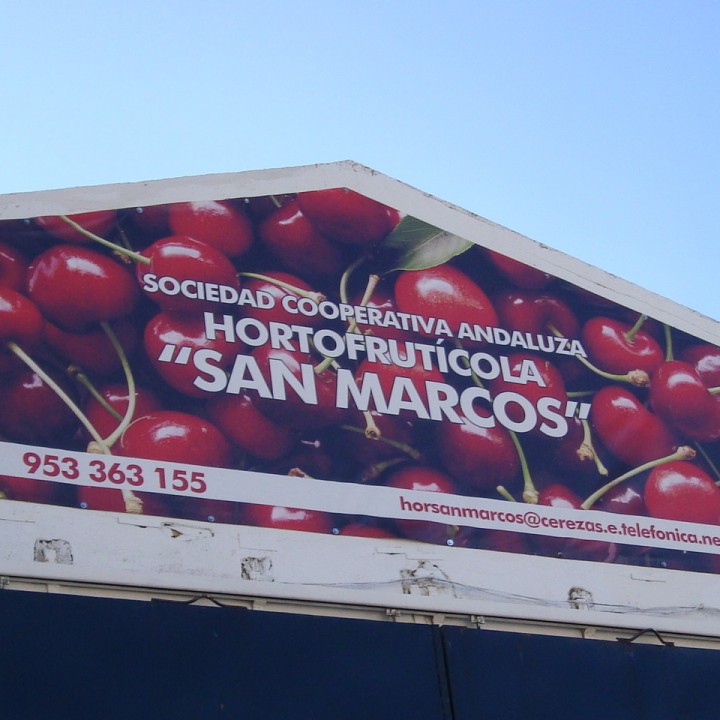 SOCIEDAD COOPERATIVA ANDALUZA
HORTOFRUTÍCOLA
“SAN MARCOS”
953 363 155
horsanmarcos@cerezas.e.telefonica.ne